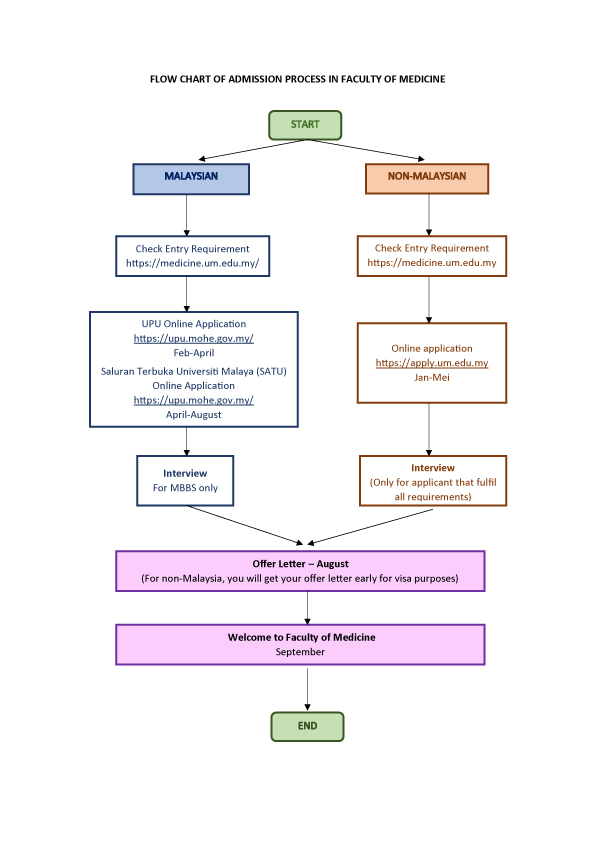 FLOW CHART OF ADMISSION PROCESS IN FACULTY OF MEDICINE
START
MALAYSIAN
NON-MALAYSIAN
Check Entry Requirement
https://medicine.um.edu.my/
Check Entry Requirement
https://medicine.um.edu.my
UPU Online Application
https://upu.mohe.gov.my/
Feb-April
Saluran Terbuka Universiti Malaya (SATU)
Online Application
https://upu.mohe.gov.my/
April-August
Online application
https://apply.um.edu.my
Jan-Mei
Interview
For MBBS only
Interview
(Only for applicant that fulfil
all requirements)
Offer Letter – August
(For non-Malaysia, you will get your offer letter early for visa purposes)
Welcome to Faculty of Medicine
September
END